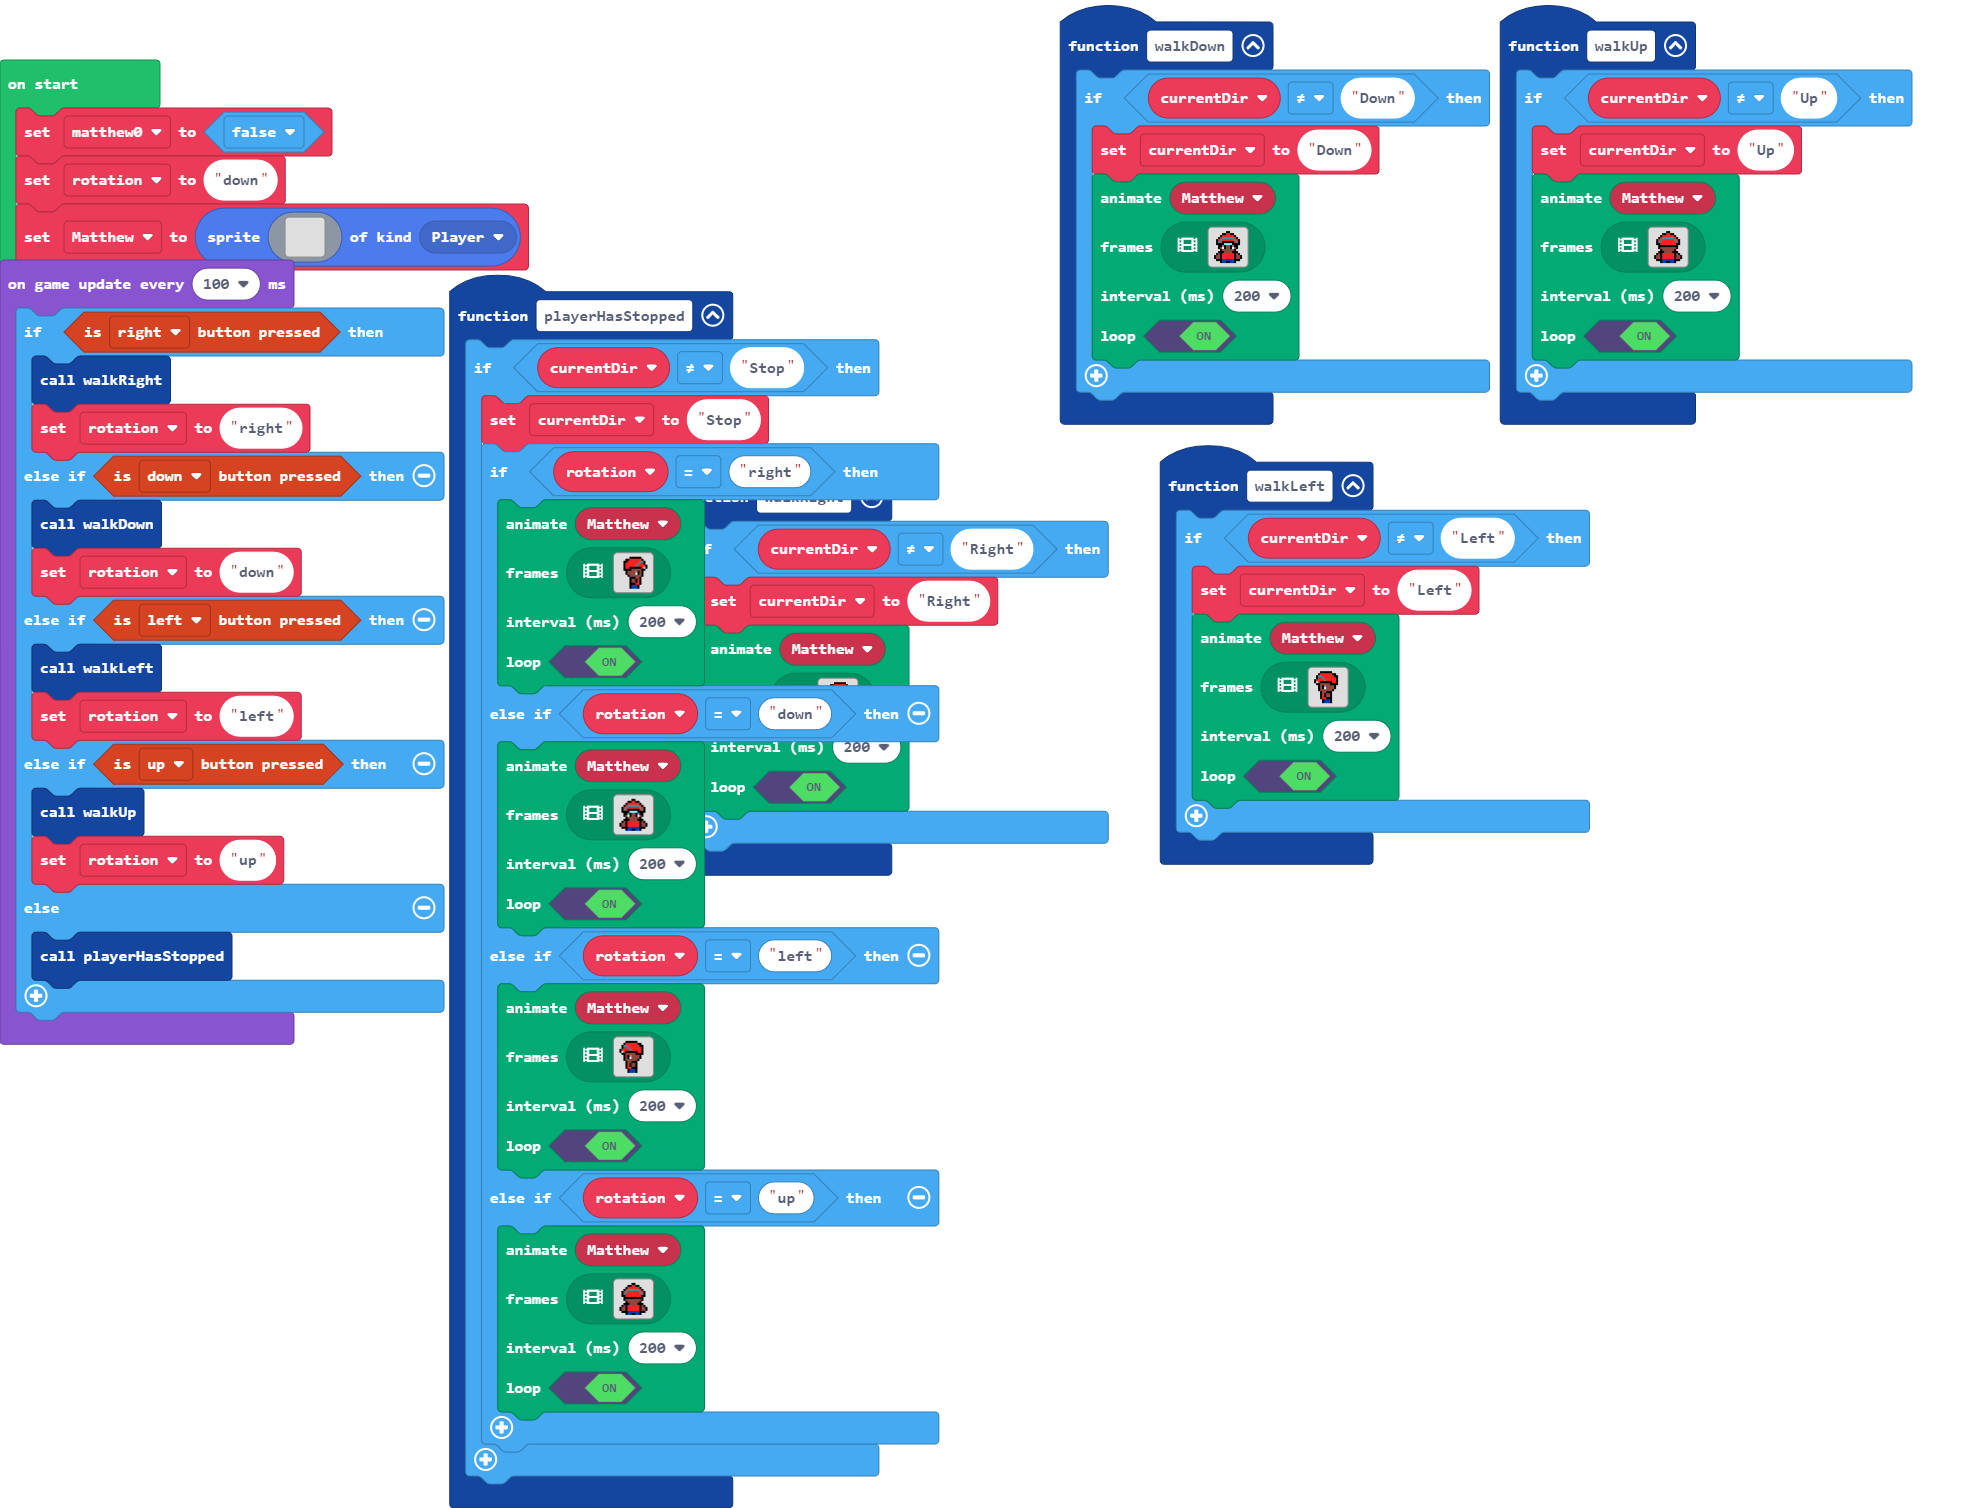 on start
set matthew0 to false
set rotation to "down"
set Matthew to sprite of kind Player
on game update every 100 ms
if is right button pressed then
call walkRight
set rotation to "right"
else if is down button pressed then
call walkDown
set rotation to "down"
else if is left button pressed then
call walkLeft
set rotation to "left"
else if is up button pressed then
call walkUp
set rotation to "up"
else
call playerHasStopped
function playerHasStopped
if currentDir ≠ "Stop" then
set currentDir to "Stop"
if rotation = "right" then
animate Matthew
frames
interval (ms) 200
loop ON
else if rotation = "down" then
animate Matthew
frames
interval (ms) 200
loop ON
else if rotation = "left" then
animate Matthew
frames
interval (ms) 200
loop ON
else if rotation = "up" then
animate Matthew
frames
interval (ms) 200
loop ON
currentDir ≠ "Right" then
set currentDir to "Right"
animate Matthew
interval (ms) 200
loop ON
function walkDown
if currentDir ≠ "Down" then
set currentDir to "Down"
animate Matthew
frames
interval (ms) 200
loop ON
function walkUp
if currentDir ≠ "Up" then
set currentDir to "Up"
animate Matthew
frames
interval (ms) 200
loop ON
function walkLeft
if currentDir ≠ "Left" then
set currentDir to "Left"
animate Matthew
frames
interval (ms) 200
loop ON